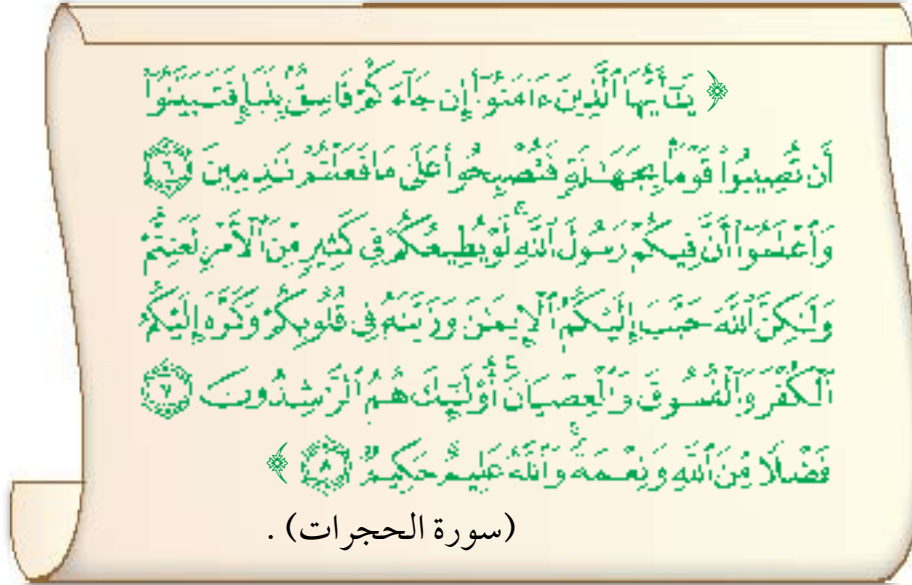 ﴿ يَٰٓأَيُّهَا ٱلَّذِينَ ءَامَنُوٓا۟ إِن جَآءَكُمْ فَاسِقٌۢ بِنَبَإٍ فَتَبَيَّنُوٓا۟
أَن تُصِيبُوا۟ قَوْمًۢا بِجَهَٰلَةٍ فَتُصْبِحُوا۟ عَلَىٰ مَا فَعَلْتُمْ نَٰدِمِينَ ٦
وَٱعْلَمُوٓا۟ أَنَّ فِيكُمْ رَسُولَ ٱللَّهِ ۚ لَوْ يُطِيعُكُمْ فِى كَثِيرٍ مِّنَ ٱلْأَمْرِ لَعَنِتُّمْ
وَلَٰكِنَّ ٱللَّهَ حَبَّبَ إِلَيْكُمُ ٱلْإِيمَٰنَ وَزَيَّنَهُۥ فِى قُلُوبِكُمْ وَكَرَّهَ إِلَيْكُمُ
ٱلْكُفْرَ وَٱلْفُسُوقَ وَٱلْعِصْيَانَ ۚ أُو۟لَٰٓئِكَ هُمُ ٱلرَّٰشِدُونَ ٧
فَضْلًا مِّنَ ٱللَّهِ وَنِعْمَةً ۚ وَٱللَّهُ عَلِيمٌ حَكِيمٌ ٨ ﴾
(سورة الحجرات) .